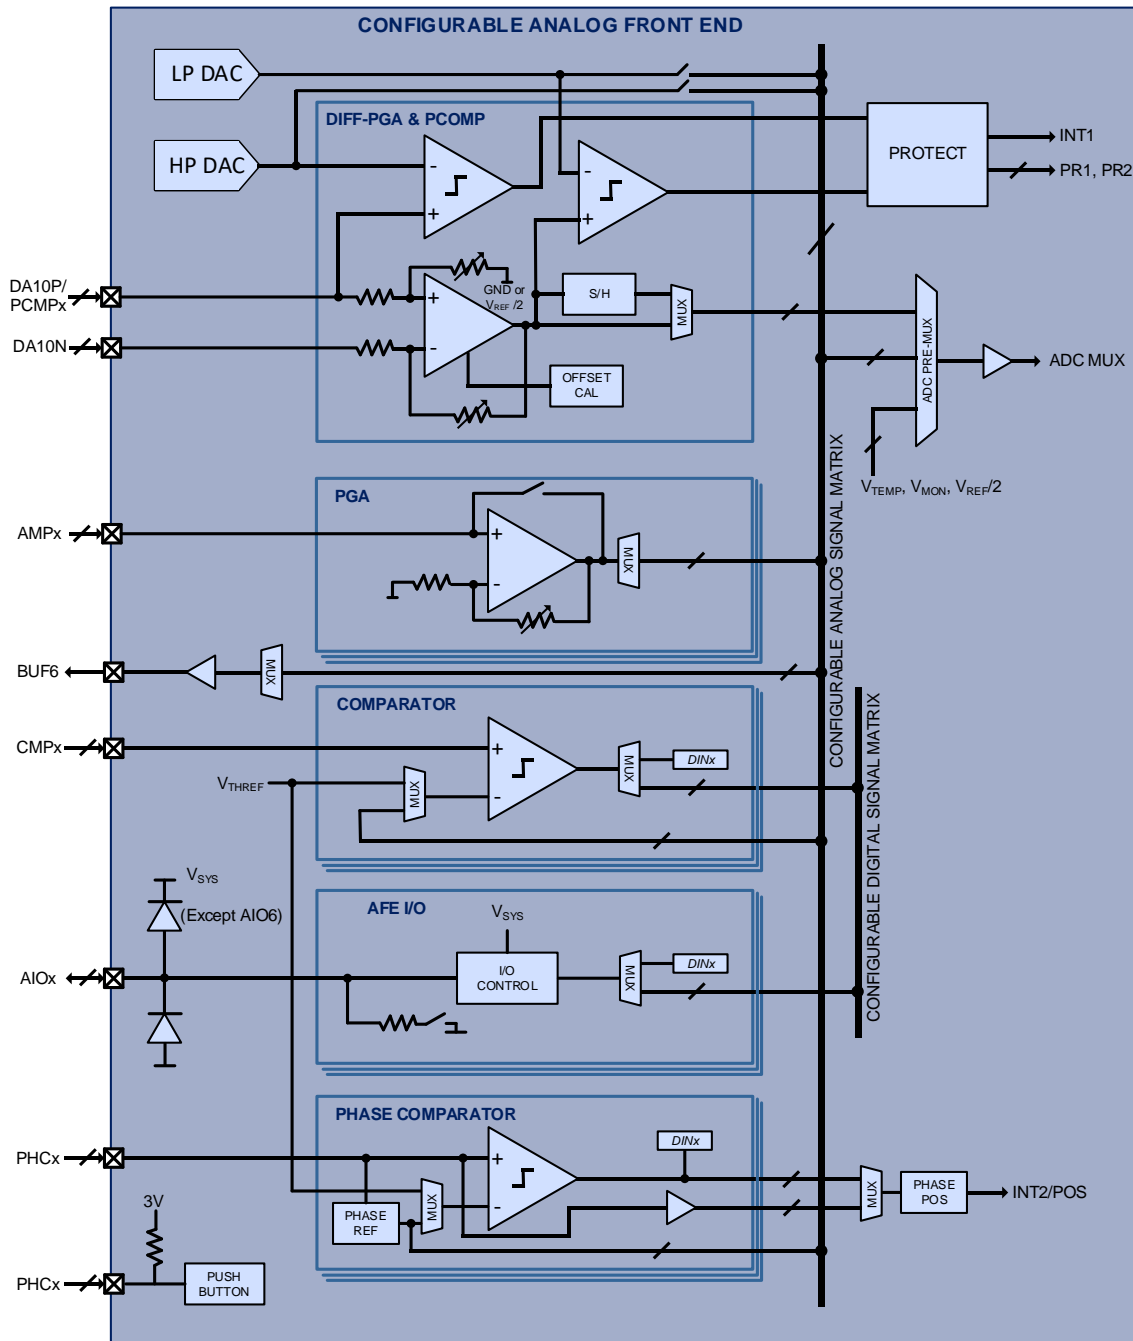 CONFIGURABLE ANALOG FRONT END
LP DAC
HP DAC
DIFF-PGA & PCOMP
-
+
-
+
PROTECT
INT1
PR1, PR2
DA10P/
PCMPx
DA10N
+
-
GND or
VREF/2
S/H
MUX
OFFSET
CAL
ADC PRE-MUX
ADC MUX
VTEMP, VMON, VREF/2
CONFIGURABLE ANALOG SIGNAL MATRIX
PGA
AMPx
+
-
MUX
BUF6
MUX
COMPARATOR
CMPx
+
-
VTHREF
MUX
MUX
DINx
CONFIGURABLE DIGITAL SIGNAL MATRIX
AFE I/O
VSYS
(Except AIO6)
VSYS
AIOx
I/O
CONTROL
MUX
DINx
PHASE COMPARATOR
PHCx
+
-
DINx
PHASE
REF
MUX
MUX
PHASE
POS
INT2/POS
3V
PHCx
PUSH
BUTTON